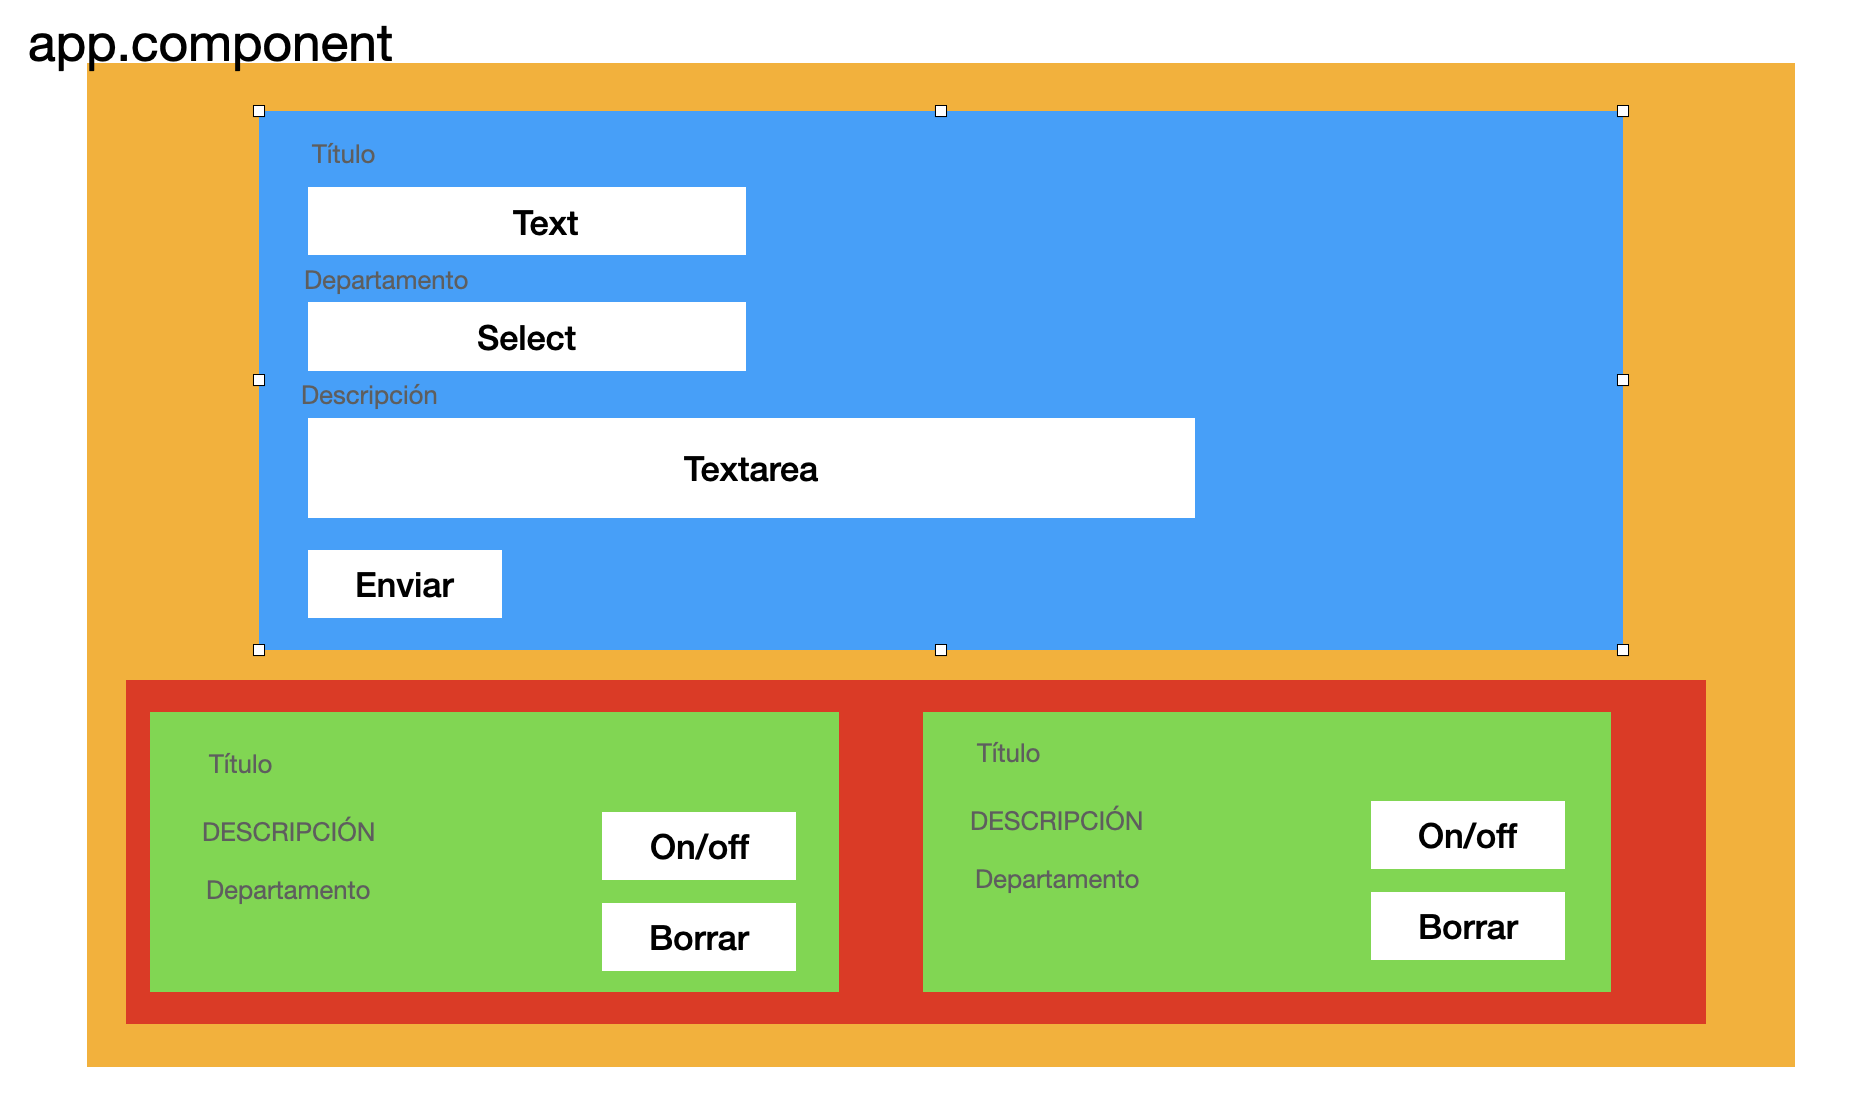 app.component
Título
Text
Departamento
Select
Descripción
Textarea
Enviar
Título
DESCRIPCIÓN
On/off
Departamento
Borrar
Título
DESCRIPCIÓN
On/off
Departamento
Borrar